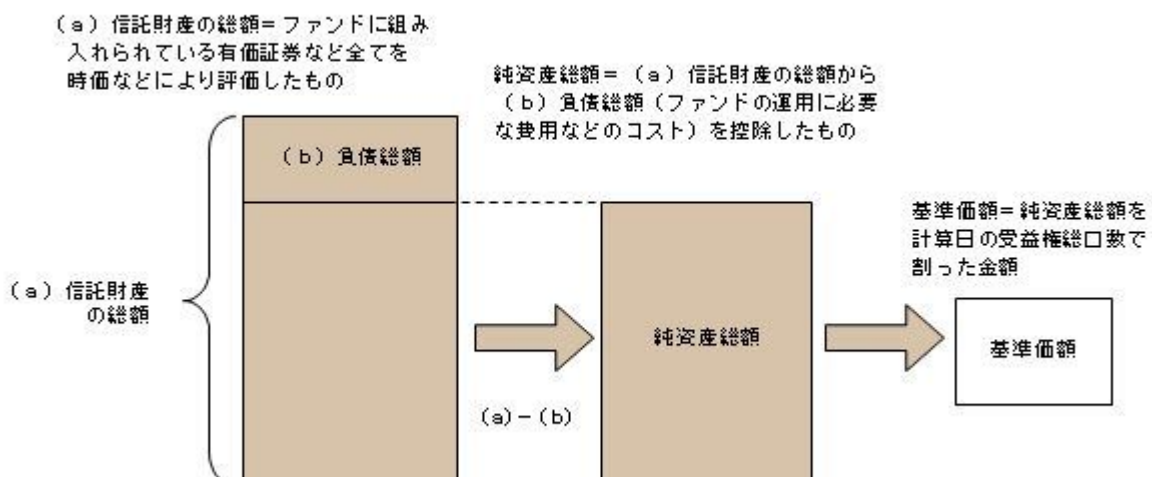 (a)信託財産の総額=ファンドに組み
入れられている有価証券など全てを
時価などにより評価したもの
純資産総額=(a)信託財産の総額から
(b)負債総額(ファンドの運用に必要
な費用などのコスト)を控除したもの
(b)負債総額
基準価額=純資産総額を
計算日の受益権総口数で
割った金額
(a)信託財産
の総額
純資産総額
基準価額
(a)-(b)